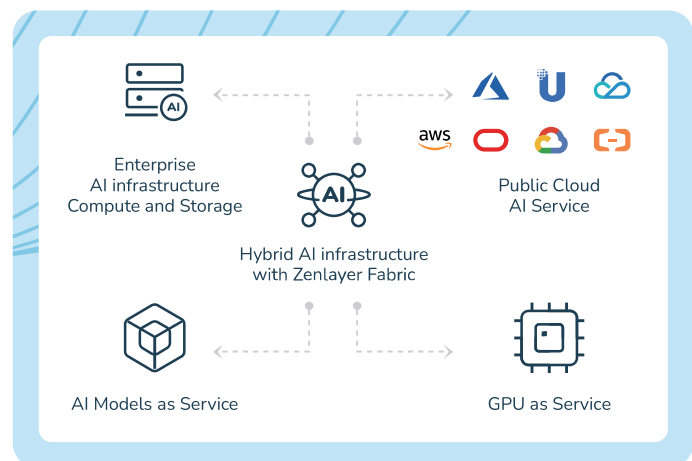 AI
aws
Enterprise
AI infrastructure
Compute and Storage
Public Cloud
AI Service
AI
Hybrid AI infrastructure
with Zenlayer Fabric
AI Models as Service
GPU as Service